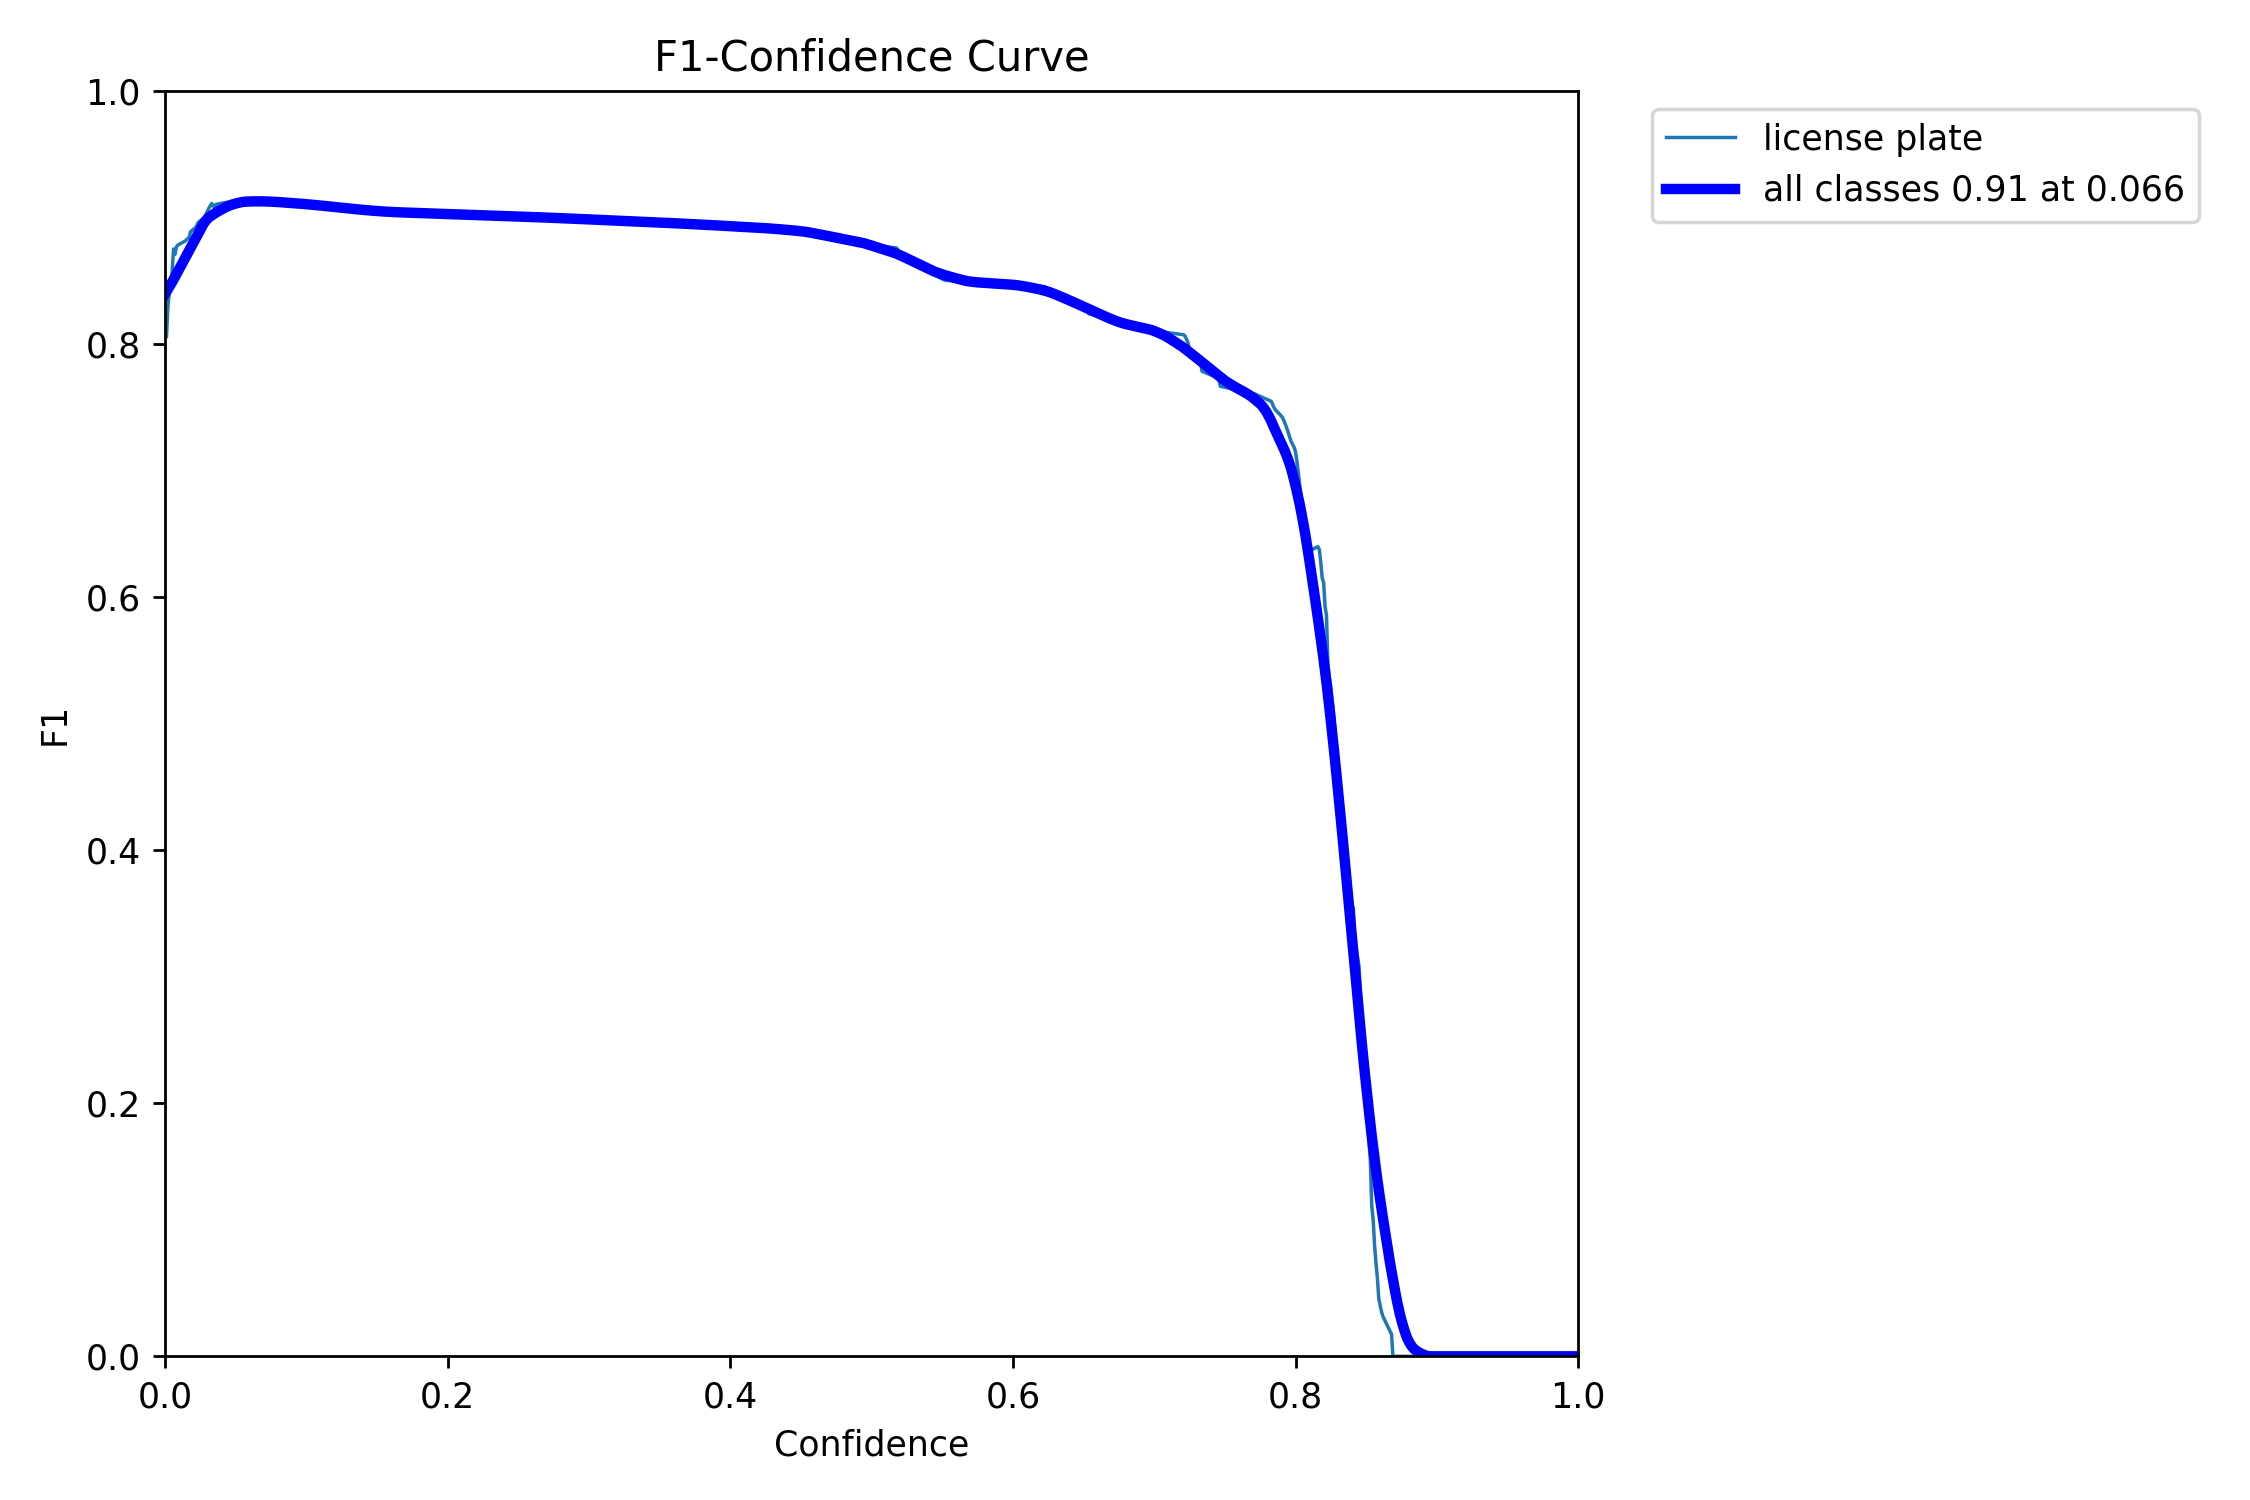 F1-Confidence Curve
1.0
0.8
0.6
0.4
0.2
0.0
F1
0.0 0.2 0.4 0.6 0.8 1.0
Confidence
license plate
all classes 0.91 at 0.066